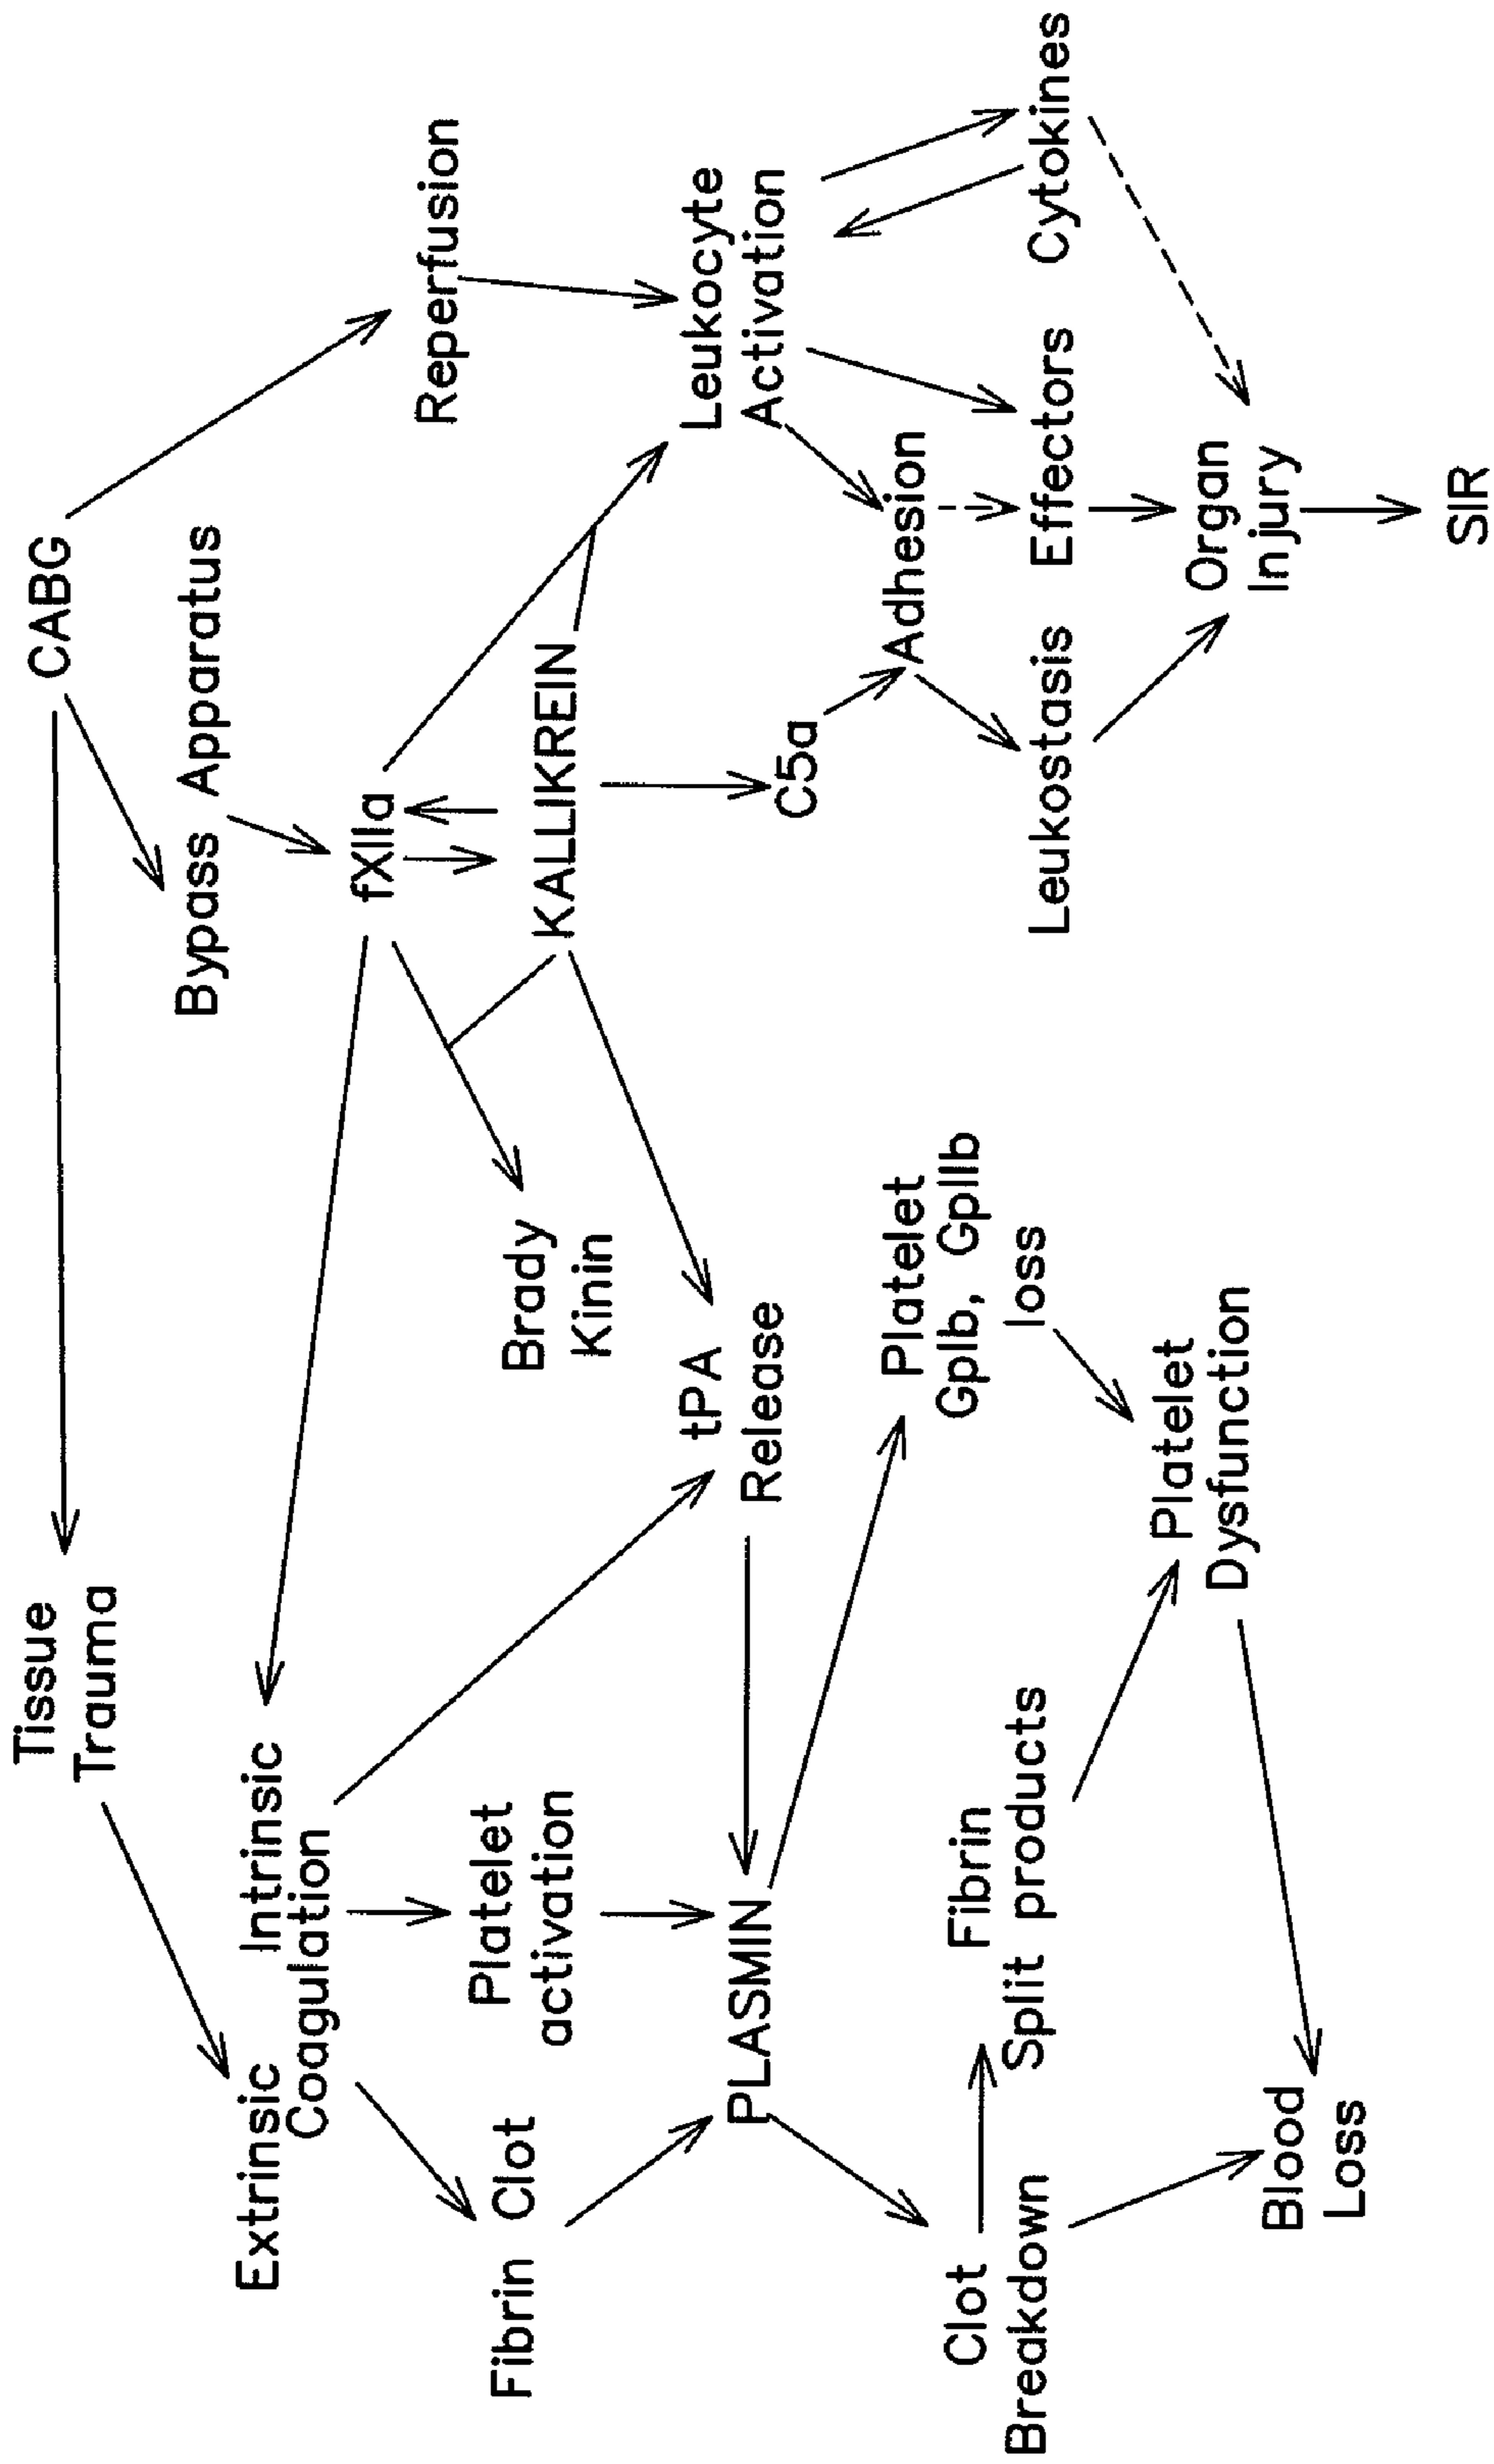 CABG
Tissue
Trauma
Bypass Apparatus
Extrinsic Intrinsic
Coagulation
fXIIa
Reperfusion
Fibrin Clot
Platelet
activation
Brady
Kinin
KALLIKREIN
PLASMIN
tPA
Release
Leukocyte
Activation
C5a
Adhesion
Platelet
GpIb, GpIIb
loss
Clot
Breakdown
Fibrin
Split products
Leukostasis
Effectors
Cytokines
Platelet
Dysfunction
Organ
Injury
Blood
Loss
SIR